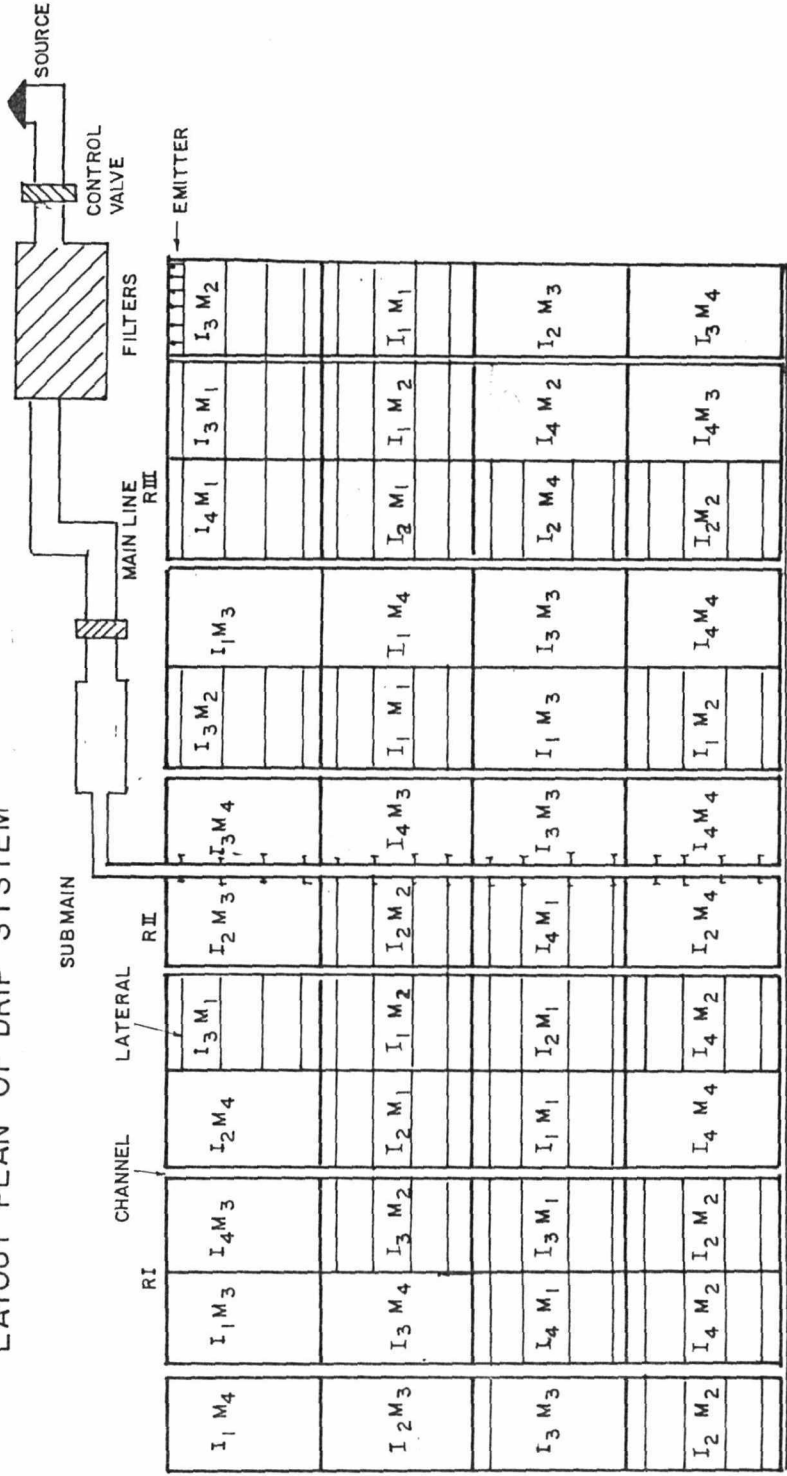 LAYOUT PLAN OF DRIP SYSTEM
SOURCE
SUBMAIN
CONTROL
VALVE
CHANNEL LATERAL MAIN LINE FILTERS
RI RII RIII
EMITTER
I₁ M₄ I₁ M₃ I₄ M₃ I₂ M₄ I₃ M₁ I₂ M₃ I₃ M₄ I₃ M₂ I₁ M₃ I₄ M₁ I₃ M₁ I₃ M₂
I₂ M₃ I₃ M₄ I₃ M₂ I₂ M₁ I₁ M₂ I₂ M₂ I₄ M₃ I₁ M₁ I₁ M₄ I₂ M₁ I₁ M₂ I₁ M₁
I₃ M₃ I₄ M₁ I₃ M₁ I₁ M₁ I₂ M₁ I₄ M₁ I₃ M₃ I₁ M₃ I₃ M₃ I₂ M₄ I₄ M₂ I₂ M₃
I₂ M₂ I₄ M₂ I₂ M₂ I₄ M₄ I₄ M₂ I₂ M₄ I₄ M₄ I₁ M₂ I₄ M₄ I₂ M₂ I₄ M₃ I₃ M₄